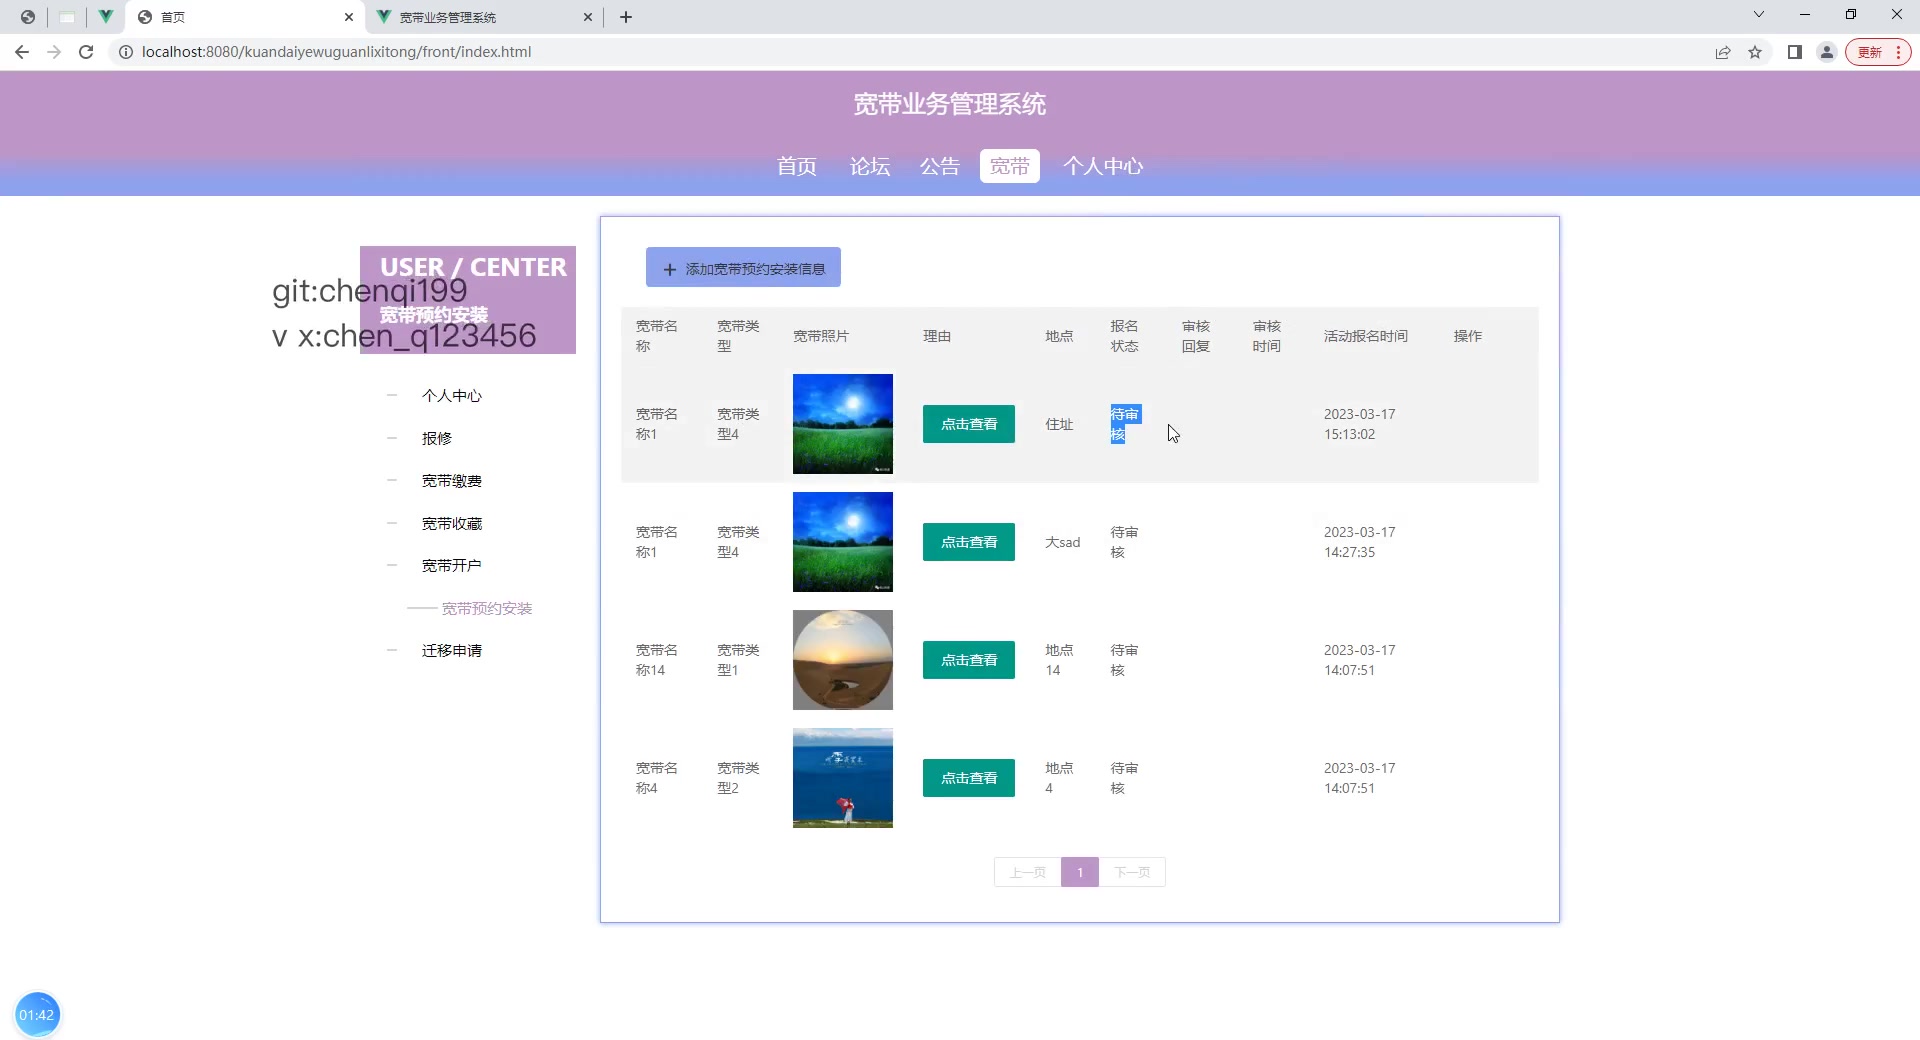 首页
宽带业务管理系统
localhost:8080/kuandaiyewuguanlixitong/front/index.html
更新
宽带业务管理系统
首页
论坛
公告
宽带
个人中心
USER / CENTER
宽带预约安装
git:chenqi199
v x:chen_q123456
个人中心
报修
宽带缴费
宽带收藏
宽带开户
宽带预约安装
迁移申请
添加宽带预约安装信息
宽带名
称
宽带类
型
宽带照片
理由
地点
报名
状态
审核
回复
审核
时间
活动报名时间
操作
宽带名
称1
宽带类
型4
点击查看
住址
待审
核
2023-03-17
15:13:02
宽带名
称1
宽带类
型4
点击查看
大sad
待审
核
2023-03-17
14:27:35
宽带名
称14
宽带类
型1
点击查看
地点
14
待审
核
2023-03-17
14:07:51
宽带名
称4
宽带类
型2
点击查看
地点
4
待审
核
2023-03-17
14:07:51
上一页
1
下一页
01:42